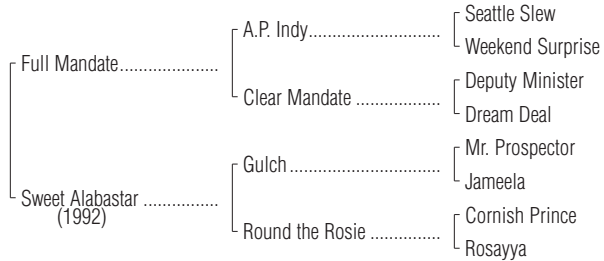 Seattle Slew
A.P. Indy
Weekend Surprise
Full Mandate
Deputy Minister
Clear Mandate
Dream Deal
Mr. Prospector
Gulch
Jameela
Sweet Alabastar
(1992)
Cornish Prince
Round the Rosie
Rosayya